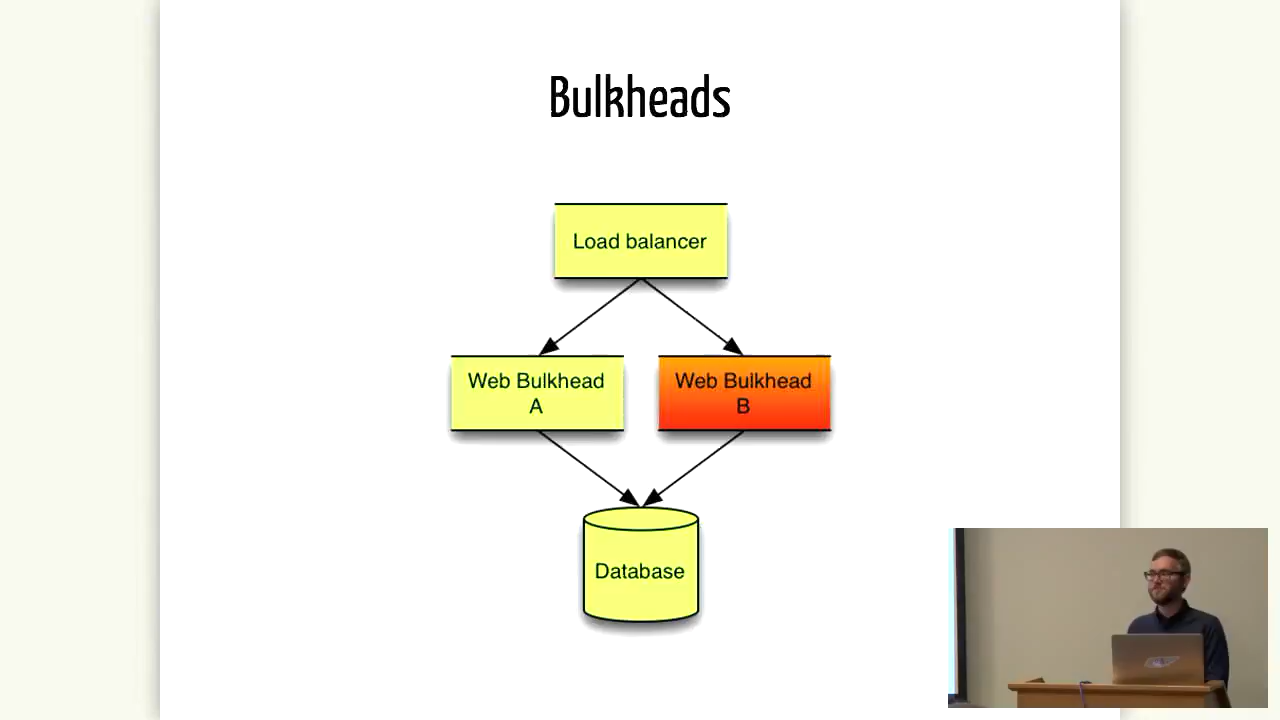 Bulkheads
Load balancer
Web Bulkhead
A
Web Bulkhead
B
Database